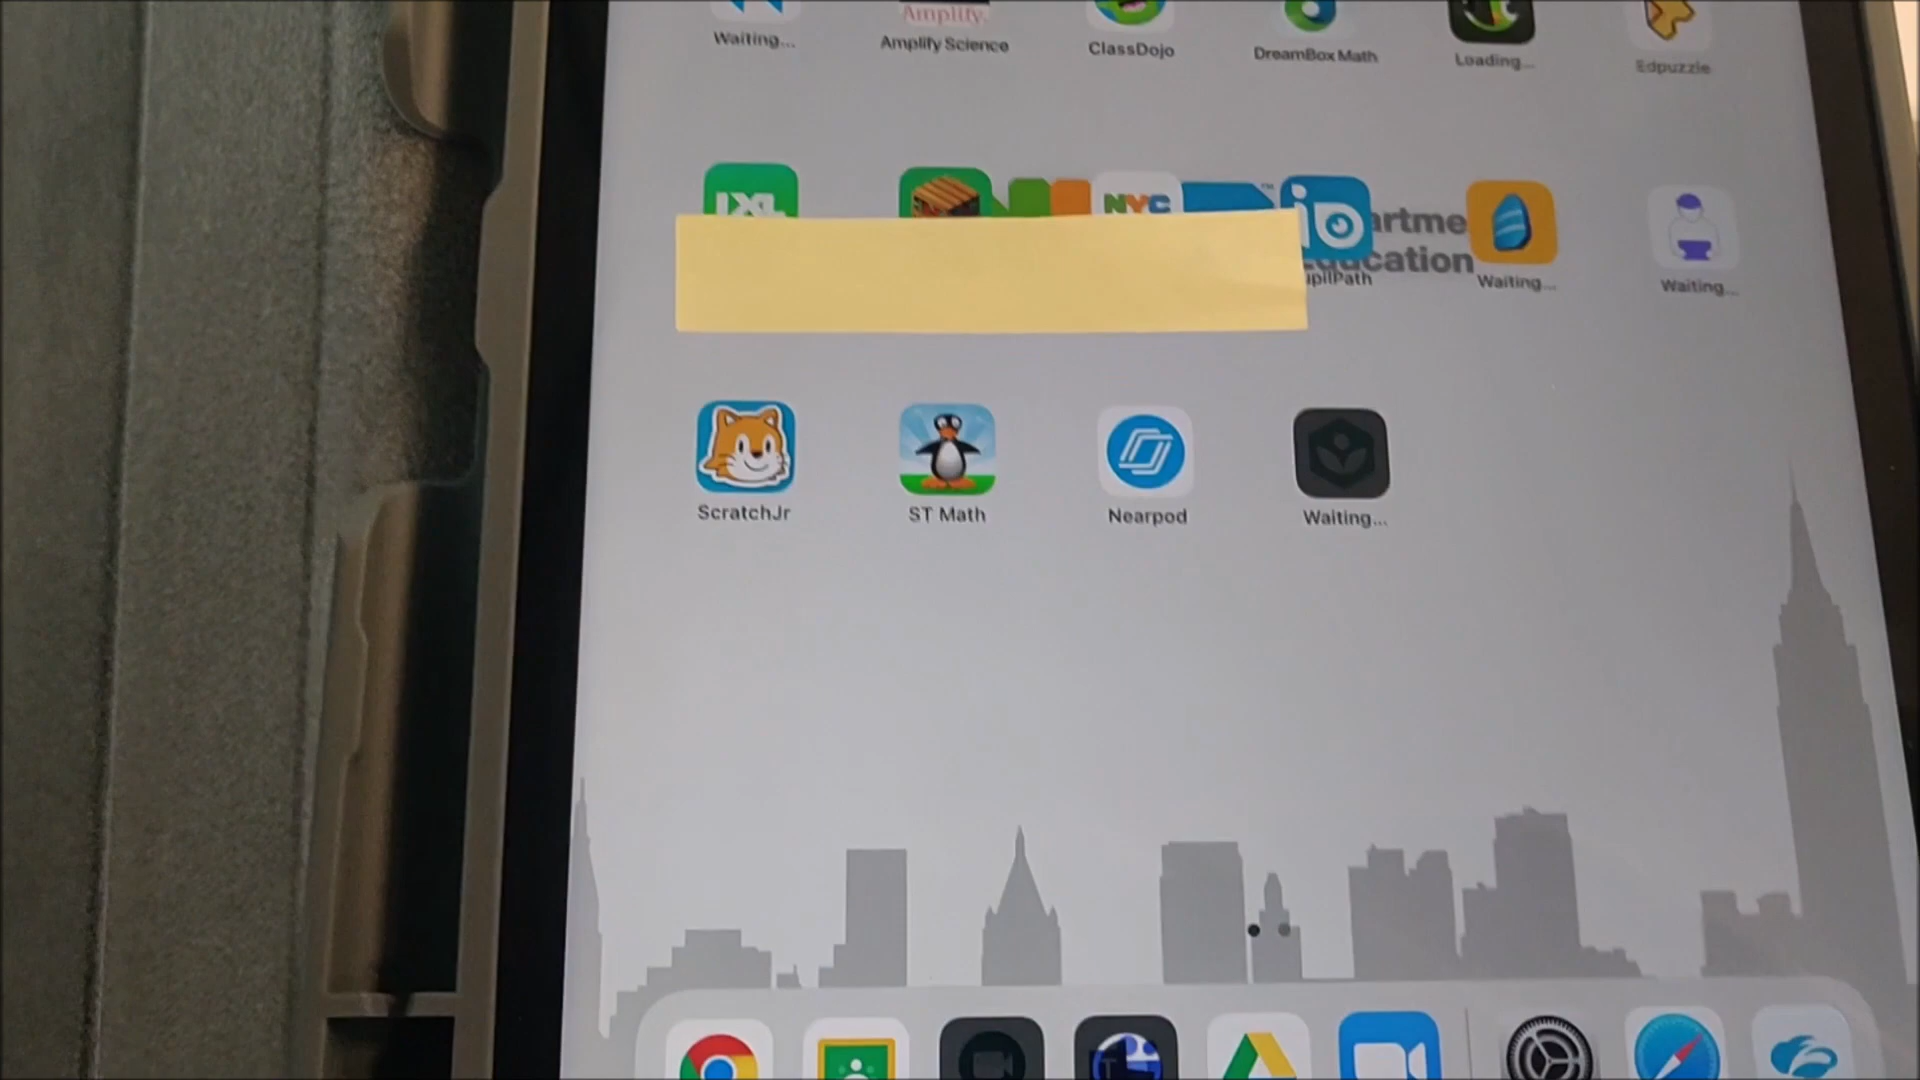 Amplify.
Waiting... Amplify Science ClassDojo DreamBox Math Loading... Edpuzzle
IXL NYC artme
ucation
upilPath Waiting... Waiting...
ScratchJr ST Math Nearpod Waiting...